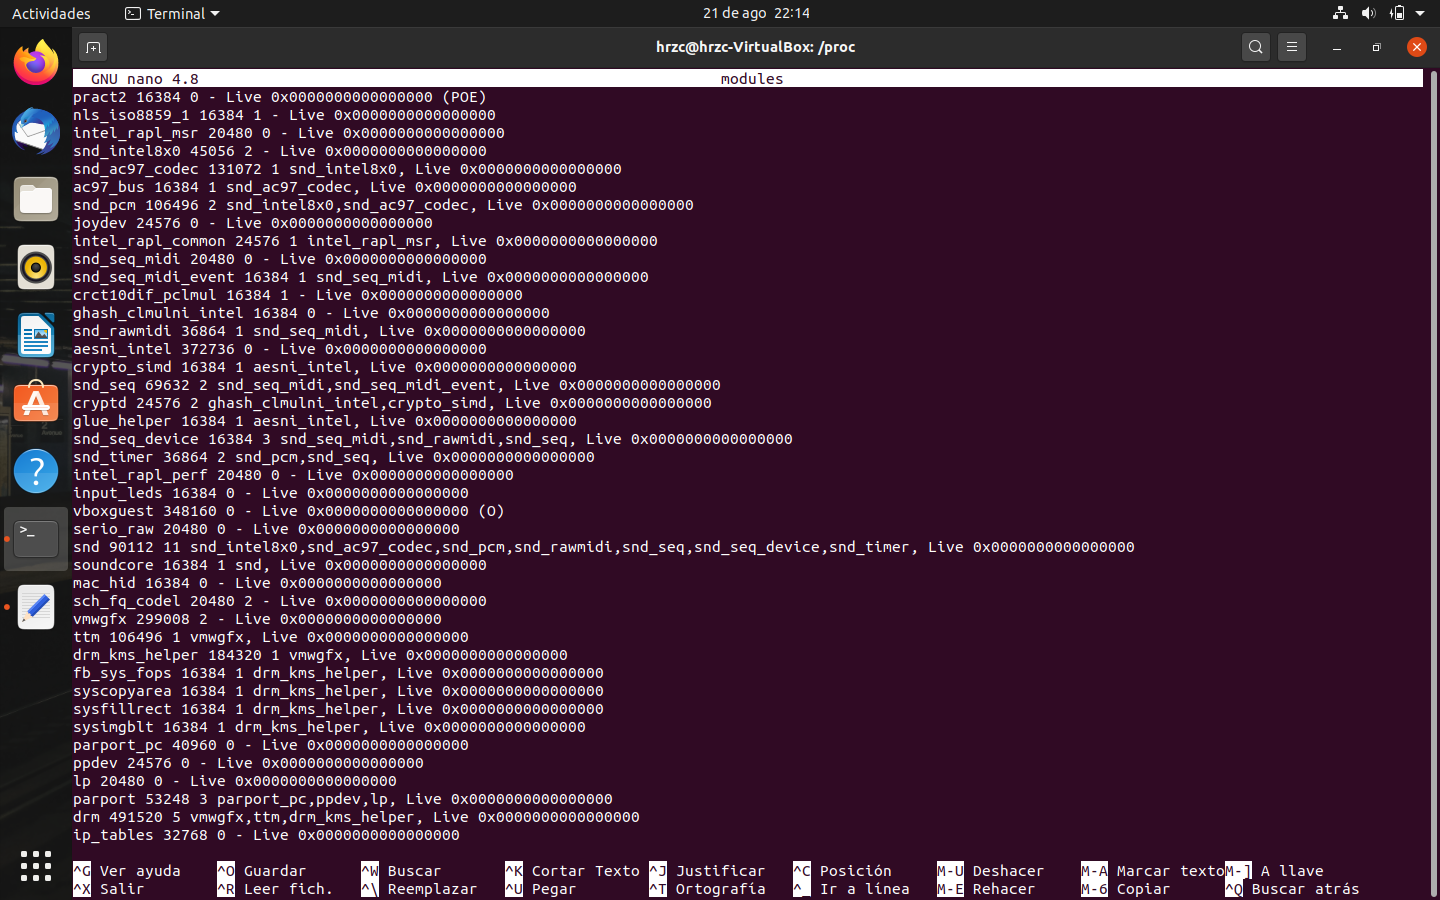 Actividades
Terminal
21 de ago 22:14
hrzc@hrzc-VirtualBox: /proc
GNU nano 4.8 modules
pract2 16384 0 - Live 0x0000000000000000 (POE)
nls_iso8859_1 16384 1 - Live 0x0000000000000000
intel_rapl_msr 20480 0 - Live 0x0000000000000000
snd_intel8x0 45056 2 - Live 0x0000000000000000
snd_ac97_codec 131072 1 snd_intel8x0, Live 0x0000000000000000
ac97_bus 16384 1 snd_ac97_codec, Live 0x0000000000000000
snd_pcm 106496 2 snd_intel8x0,snd_ac97_codec, Live 0x0000000000000000
joydev 24576 0 - Live 0x0000000000000000
intel_rapl_common 24576 1 intel_rapl_msr, Live 0x0000000000000000
snd_seq_midi 20480 0 - Live 0x0000000000000000
snd_seq_midi_event 16384 1 snd_seq_midi, Live 0x0000000000000000
crct10dif_pclmul 16384 1 - Live 0x0000000000000000
ghash_clmulni_intel 16384 0 - Live 0x0000000000000000
snd_rawmidi 36864 1 snd_seq_midi, Live 0x0000000000000000
aesni_intel 372736 0 - Live 0x0000000000000000
crypto_simd 16384 1 aesni_intel, Live 0x0000000000000000
snd_seq 69632 2 snd_seq_midi,snd_seq_midi_event, Live 0x0000000000000000
cryptd 24576 2 ghash_clmulni_intel,crypto_simd, Live 0x0000000000000000
glue_helper 16384 1 aesni_intel, Live 0x0000000000000000
snd_seq_device 16384 3 snd_seq_midi,snd_rawmidi,snd_seq, Live 0x0000000000000000
snd_timer 36864 2 snd_pcm,snd_seq, Live 0x0000000000000000
intel_rapl_perf 20480 0 - Live 0x0000000000000000
input_leds 16384 0 - Live 0x0000000000000000
vboxguest 348160 0 - Live 0x0000000000000000 (O)
serio_raw 20480 0 - Live 0x0000000000000000
snd 90112 11 snd_intel8x0,snd_ac97_codec,snd_pcm,snd_rawmidi,snd_seq,snd_seq_device,snd_timer, Live 0x0000000000000000
soundcore 16384 1 snd, Live 0x0000000000000000
mac_hid 16384 0 - Live 0x0000000000000000
sch_fq_codel 20480 2 - Live 0x0000000000000000
vmwgfx 299008 2 - Live 0x0000000000000000
ttm 106496 1 vmwgfx, Live 0x0000000000000000
drm_kms_helper 184320 1 vmwgfx, Live 0x0000000000000000
fb_sys_fops 16384 1 drm_kms_helper, Live 0x0000000000000000
syscopyarea 16384 1 drm_kms_helper, Live 0x0000000000000000
sysfillrect 16384 1 drm_kms_helper, Live 0x0000000000000000
sysimgblt 16384 1 drm_kms_helper, Live 0x0000000000000000
parport_pc 40960 0 - Live 0x0000000000000000
ppdev 24576 0 - Live 0x0000000000000000
lp 20480 0 - Live 0x0000000000000000
parport 53248 3 parport_pc,ppdev,lp, Live 0x0000000000000000
drm 491520 5 vmwgfx,ttm,drm_kms_helper, Live 0x0000000000000000
ip_tables 32768 0 - Live 0x0000000000000000
^G Ver ayuda ^O Guardar ^W Buscar ^K Cortar Texto ^J Justificar ^C Posición M-U Deshacer M-A Marcar texto M-] A llave
^X Salir ^R Leer fich. ^\ Reemplazar ^U Pegar ^T Ortografía ^_ Ir a línea M-E Rehacer M-6 Copiar ^Q Buscar atrás